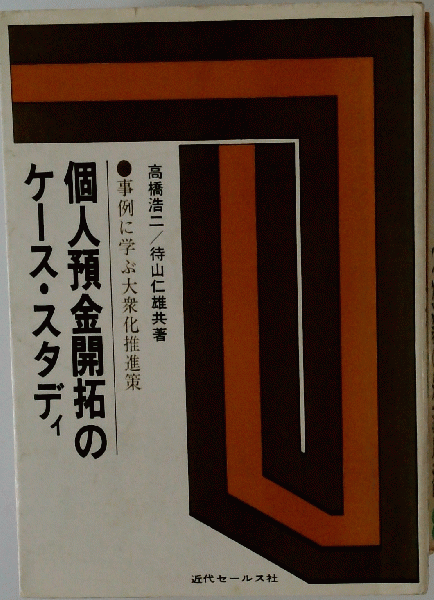 高橋浩二／待山仁雄共著
●事例に学ぶ大衆化推進策
個人預金開拓の
ケース・スタディ
近代セールス社